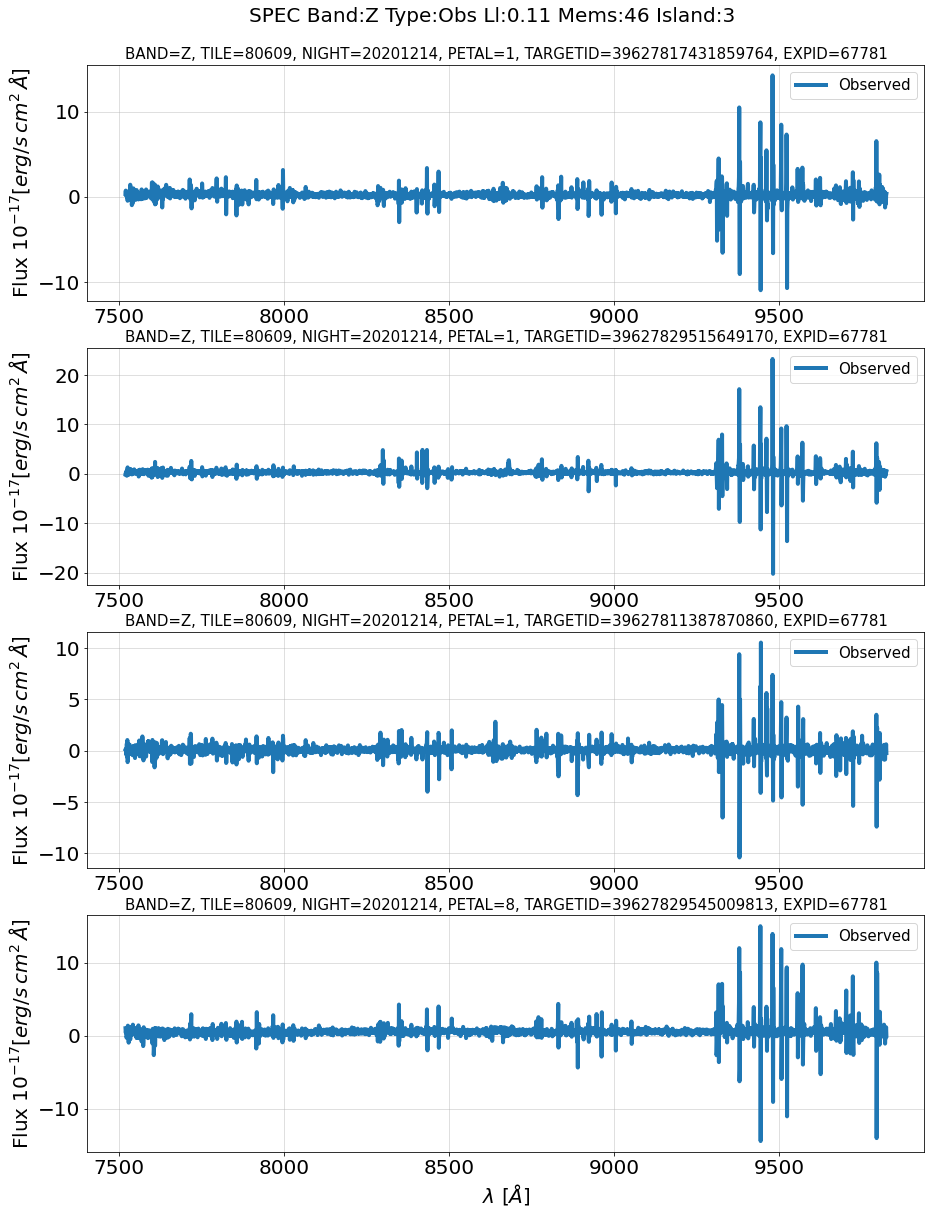 SPEC Band:Z Type:Obs Ll:0.11 Mems:46 Island:3
BAND=Z, TILE=80609, NIGHT=20201214, PETAL=1, TARGETID=39627817431859764, EXPID=67781
Flux 10^{-17}[erg/s cm^2 Å]
10
0
−10
Observed
7500 8000 8500 9000 9500
BAND=Z, TILE=80609, NIGHT=20201214, PETAL=1, TARGETID=39627829515649170, EXPID=67781
Flux 10^{-17}[erg/s cm^2 Å]
20
10
0
−10
−20
Observed
7500 8000 8500 9000 9500
BAND=Z, TILE=80609, NIGHT=20201214, PETAL=1, TARGETID=39627811387870860, EXPID=67781
Flux 10^{-17}[erg/s cm^2 Å]
10
5
0
−5
−10
Observed
7500 8000 8500 9000 9500
BAND=Z, TILE=80609, NIGHT=20201214, PETAL=8, TARGETID=39627829545009813, EXPID=67781
Flux 10^{-17}[erg/s cm^2 Å]
10
0
−10
Observed
7500 8000 8500 9000 9500
λ [Å]